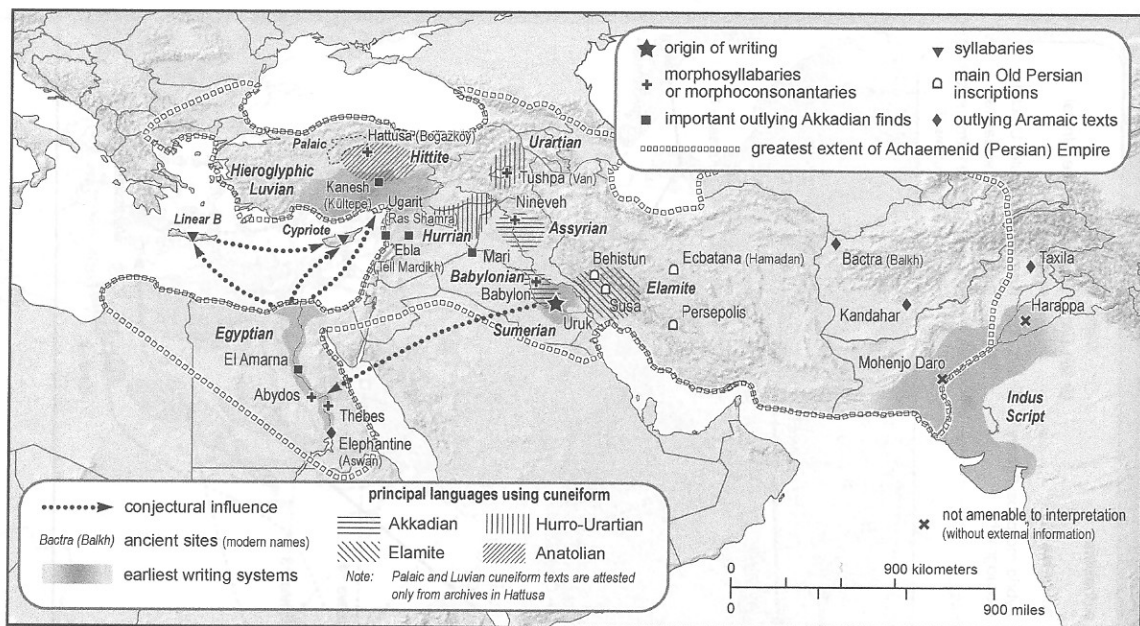 origin of writing
morphosyllabaries
or morphoconsonantaries
important outlying Akkadian finds
syllabaries
main Old Persian
inscriptions
outlying Aramaic texts
greatest extent of Achaemenid (Persian) Empire
Palaic
Hattusa (Boğazköy)
Hittite
Urartian
Tushpa (Van)
Hieroglyphic
Luvian
Kanesh
(Kültepe)
Ugarit
Ras Shamra
Nineveh
Linear B
Cypriote
Hurrian
Assyrian
Ebla
(Tell Mardikh)
Mari
Behistun
Ecbatana (Hamadan)
Bactra (Balkh)
Taxila
Babylonian
Babylon
Elamite
Susa
Kandahar
Harappa
Sumerian
Uruk
Persepolis
Egyptian
El Amarna
Mohenjo Daro
Abydos
Indus
Script
Thebes
Elephantine
(Aswan)
conjectural influence
Bactra (Balkh) ancient sites (modern names)
earliest writing systems
principal languages using cuneiform
Akkadian
Hurro-Urartian
Elamite
Anatolian
Note: Palaic and Luvian cuneiform texts are attested
only from archives in Hattusa
not amenable to interpretation
(without external information)
0 900 kilometers
0 900 miles